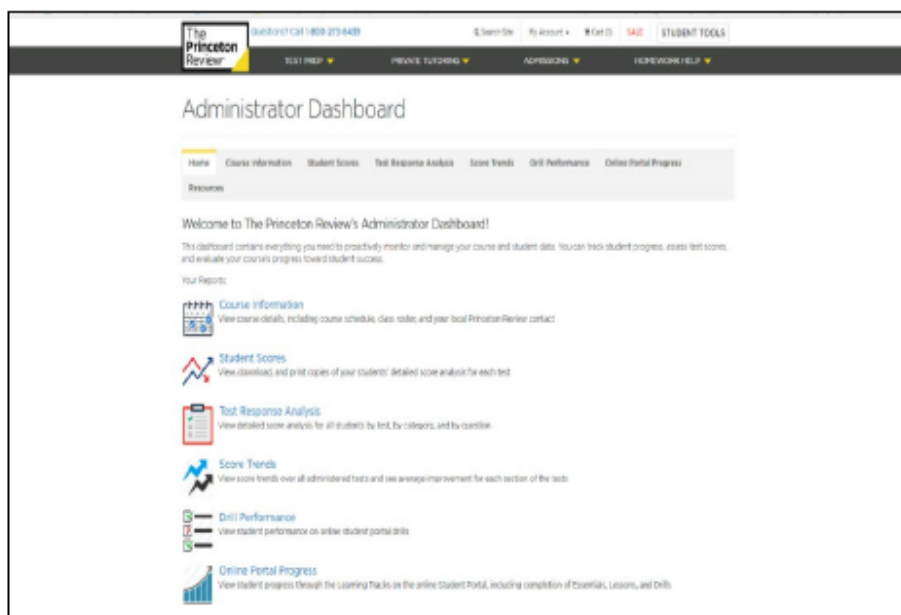 The
Princeton
Review
Questions? Call 1-800-273-8439
Search Site My Account Cart (0) SALE STUDENT TOOLS
TEST PREP PRIVATE TUTORING ADMISSIONS HOMEWORK HELP
Administrator Dashboard
Home Course Information Student Scores Test Response Analysis Score Trends Drill Performance Online Portal Progress
Resources
Welcome to The Princeton Review's Administrator Dashboard!
This dashboard contains everything you need to proactively monitor and manage your course and student data. You can track student progress, assess test scores,
and evaluate your course's progress toward student success.
Your Reports:
Course Information
View course details, including course schedule, class roster, and your local Princeton Review contact
Student Scores
View, download, and print copies of your students' detailed score analysis for each test
Test Response Analysis
View detailed score analysis for all students by test, by category, and by question
Score Trends
View score trends over all administered tests and see average improvement for each section of the tests
Drill Performance
View student performance on online student portal drills
Online Portal Progress
View student progress through the Learning Tracks on the online Student Portal, including completion of Essentials, Lessons, and Drills